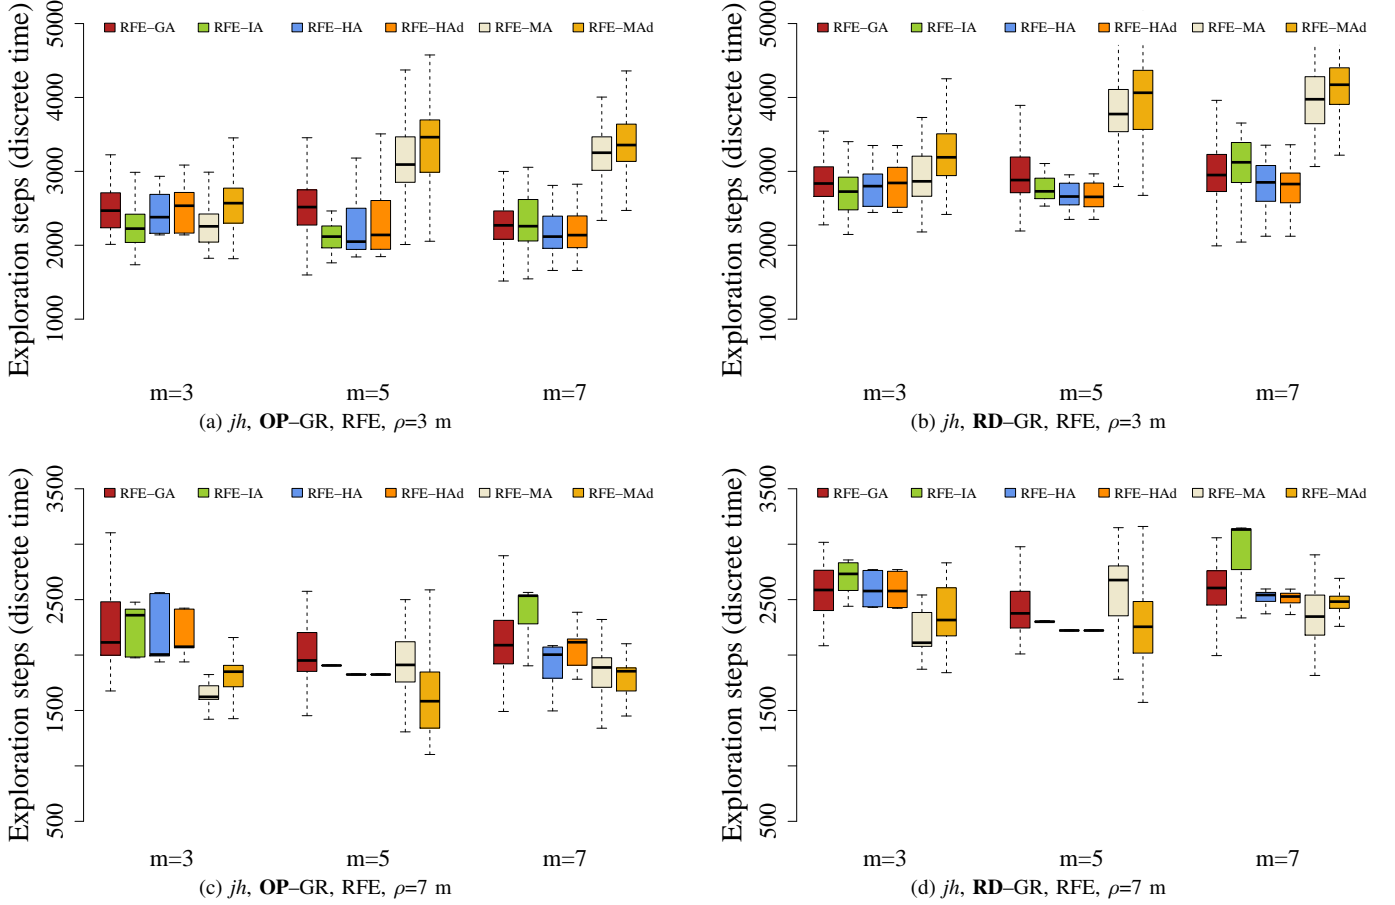 Exploration steps (discrete time)
5000
4000
3000
2000
1000
RFE–GA RFE–IA RFE–HA RFE–HAd RFE–MA RFE–MAd
m=3 m=5 m=7
(a) jh, OP–GR, RFE, ρ=3 m
Exploration steps (discrete time)
5000
4000
3000
2000
1000
RFE–GA RFE–IA RFE–HA RFE–HAd RFE–MA RFE–MAd
m=3 m=5 m=7
(b) jh, RD–GR, RFE, ρ=3 m
Exploration steps (discrete time)
3500
2500
1500
500
RFE–GA RFE–IA RFE–HA RFE–HAd RFE–MA RFE–MAd
m=3 m=5 m=7
(c) jh, OP–GR, RFE, ρ=7 m
Exploration steps (discrete time)
3500
2500
1500
500
RFE–GA RFE–IA RFE–HA RFE–HAd RFE–MA RFE–MAd
m=3 m=5 m=7
(d) jh, RD–GR, RFE, ρ=7 m